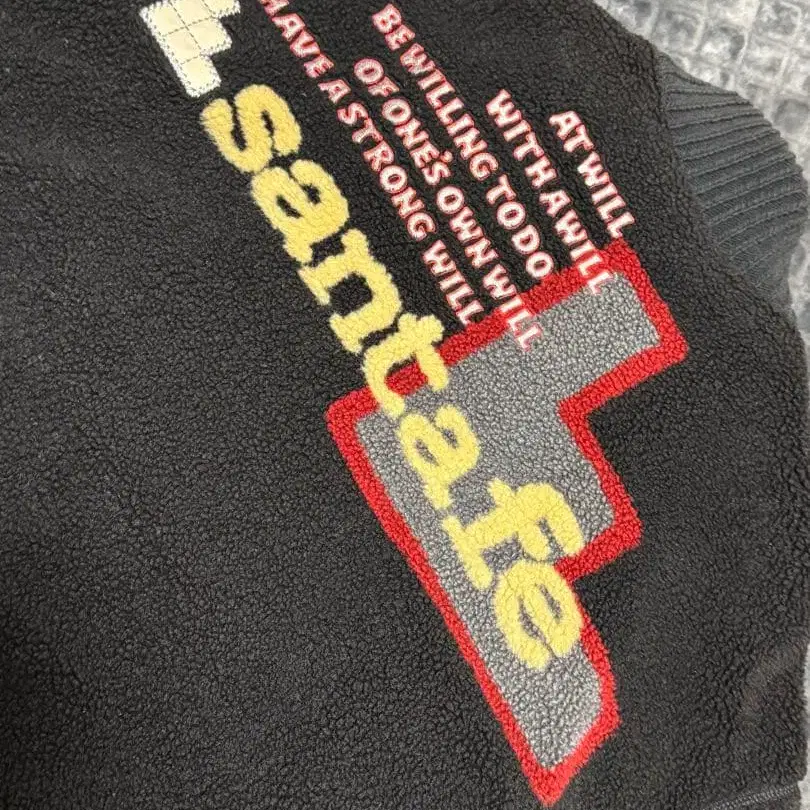 AT WILL
WITH A WILL
BE WILLING TO DO
OF ONE'S OWN WILL
HAVE A STRONG WILL
santafe